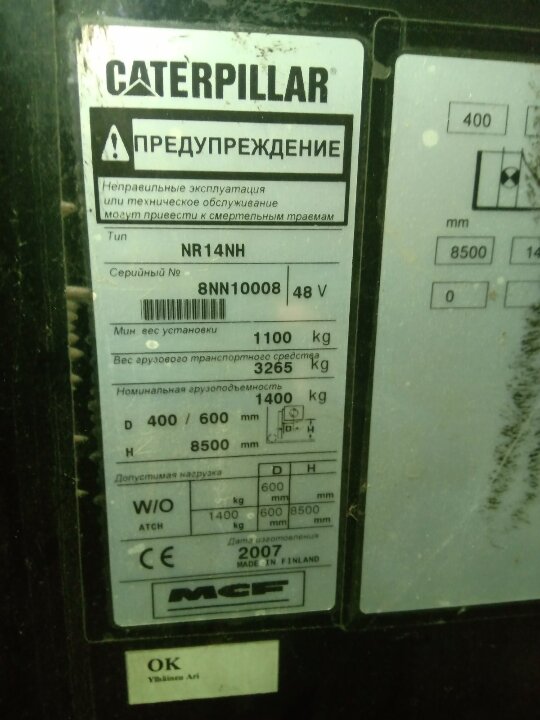 CATERPILLAR
ПРЕДУПРЕЖДЕНИЕ
Неправильные эксплуатация
или техническое обслуживание
могут привести к смертельным травмам
Тип
NR14NH
Серийный №
8NN10008 48 V
Мин. вес установки
1100 kg
Вес грузового транспортного средства
3265 kg
Номинальная грузоподъемность
1400 kg
D 400 / 600 mm
H 8500 mm
D H
Допустимая нагрузка
D H
W/O
ATCH
600
kg mm mm
1400 600 8500
kg mm mm
Дата изготовления
2007
MADE IN FINLAND
CE
MCF
400
mm
8500 14
0
OK
Ylhäinen Ari